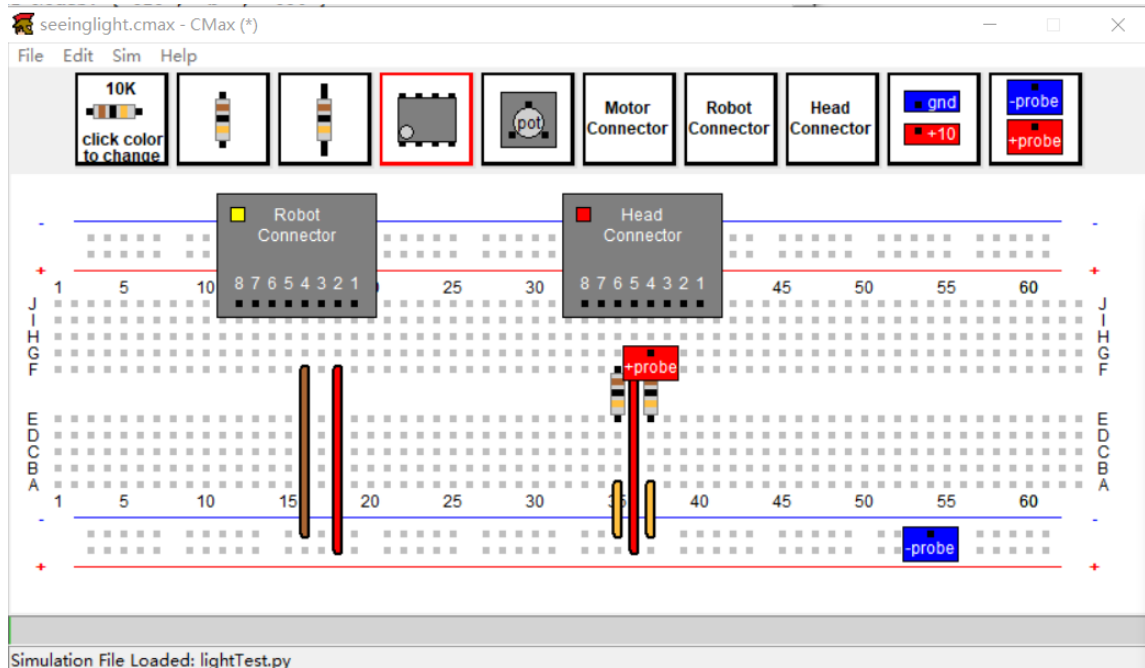 seeinglight.cmax - CMax (*)
File Edit Sim Help
10K
click color
to change
pot
Motor
Connector
Robot
Connector
Head
Connector
gnd
+10
-probe
+probe
Robot
Connector
8 7 6 5 4 3 2 1
Head
Connector
8 7 6 5 4 3 2 1
- -
+ +
1 5 10 25 30 45 50 55 60
J J
I I
H H
G G
F F
+probe
E E
D D
C C
B B
A A
1 5 10 15 20 25 30 40 45 50 55 60
- -
-probe
+ +
Simulation File Loaded: lightTest.py